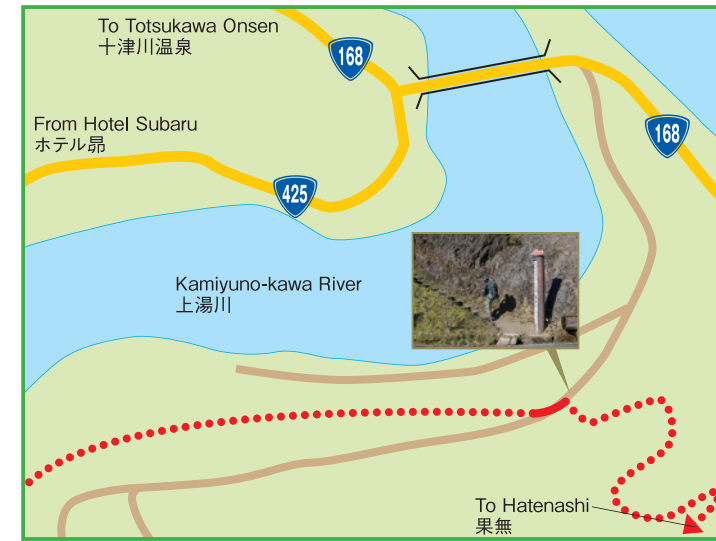 To Totsukawa Onsen
十津川温泉
168
From Hotel Subaru
ホテル昴
168
425
Kamiyuno-kawa River
上湯川
To Hatenashi
果無